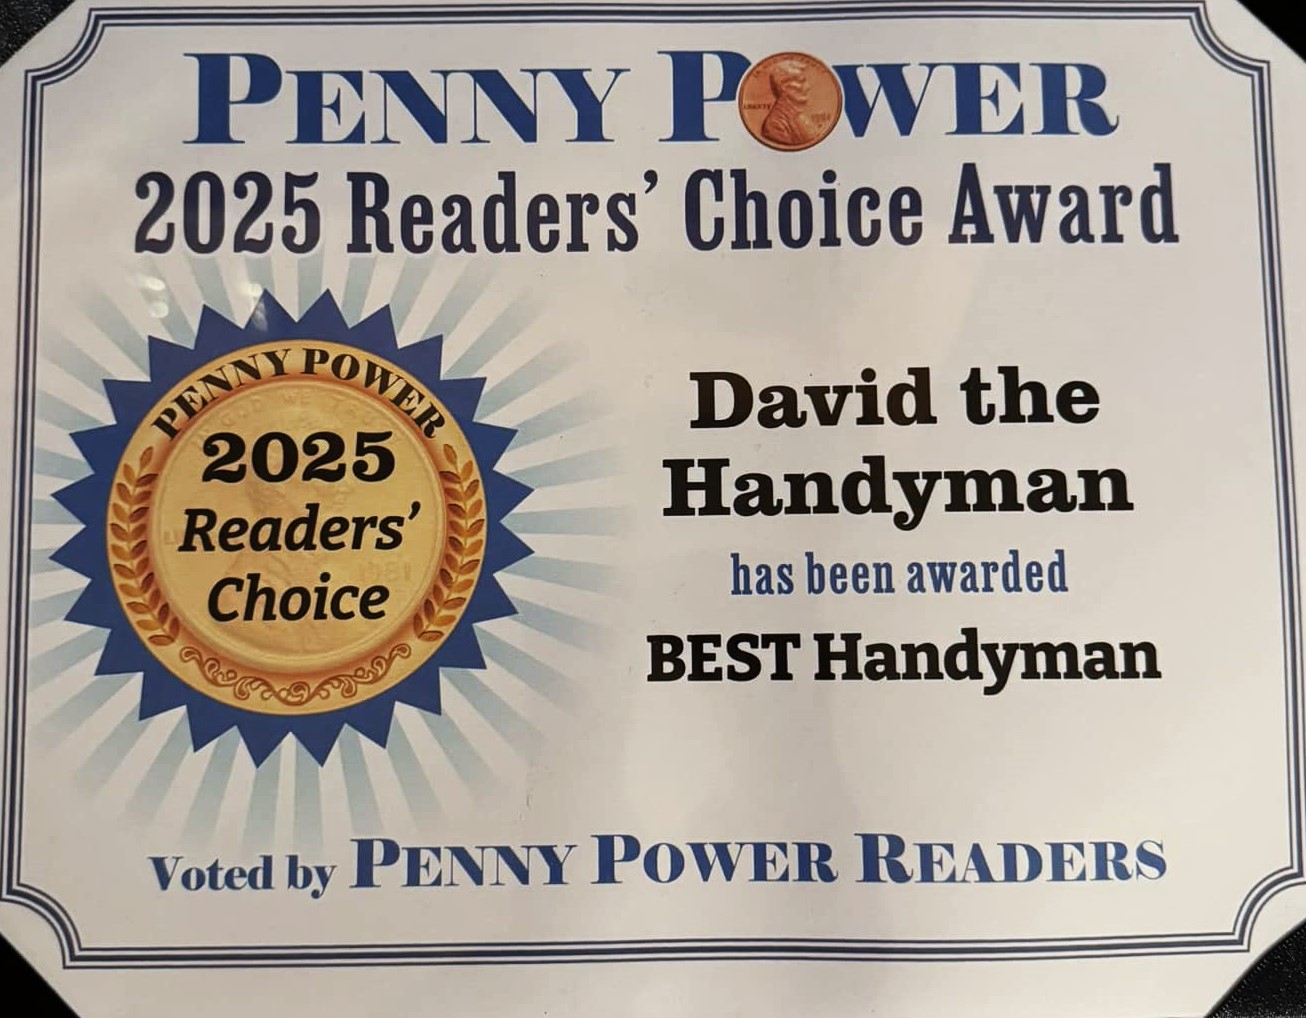 PENNY POWER
2025 Readers' Choice Award
PENNY POWER
2025
Readers'
Choice
David the
Handyman
has been awarded
BEST Handyman
Voted by PENNY POWER READERS